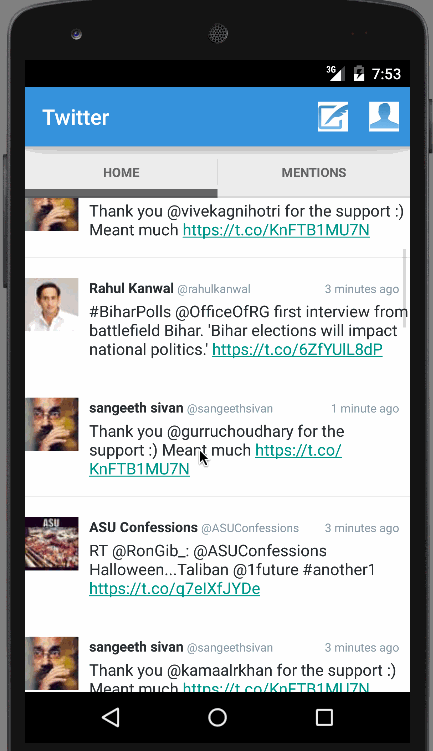 3G 7:53
Twitter
HOME MENTIONS
Thank you @vivekagnihotri for the support :)
Meant much https://t.co/KnFTB1MU7N
Rahul Kanwal @rahulkanwal 3 minutes ago
#BiharPolls @OfficeOfRG first interview from
battlefield Bihar. 'Bihar elections will impact
national politics.' https://t.co/6ZfYUlL8dP
sangeeth sivan @sangeethsivan 1 minute ago
Thank you @gurruchoudhary for the
support :) Meant much https://t.co/
KnFTB1MU7N
ASU Confessions @ASUConfessions 3 minutes ago
RT @RonGib_: @ASUConfessions
Halloween...Taliban @1future #another1
https://t.co/q7elXfJYDe
ASU
sangeeth sivan @sangeethsivan 3 minutes ago
Thank you @kamaalrkhan for the support :)
Meant much https://t.co/KnFTB1MU7N